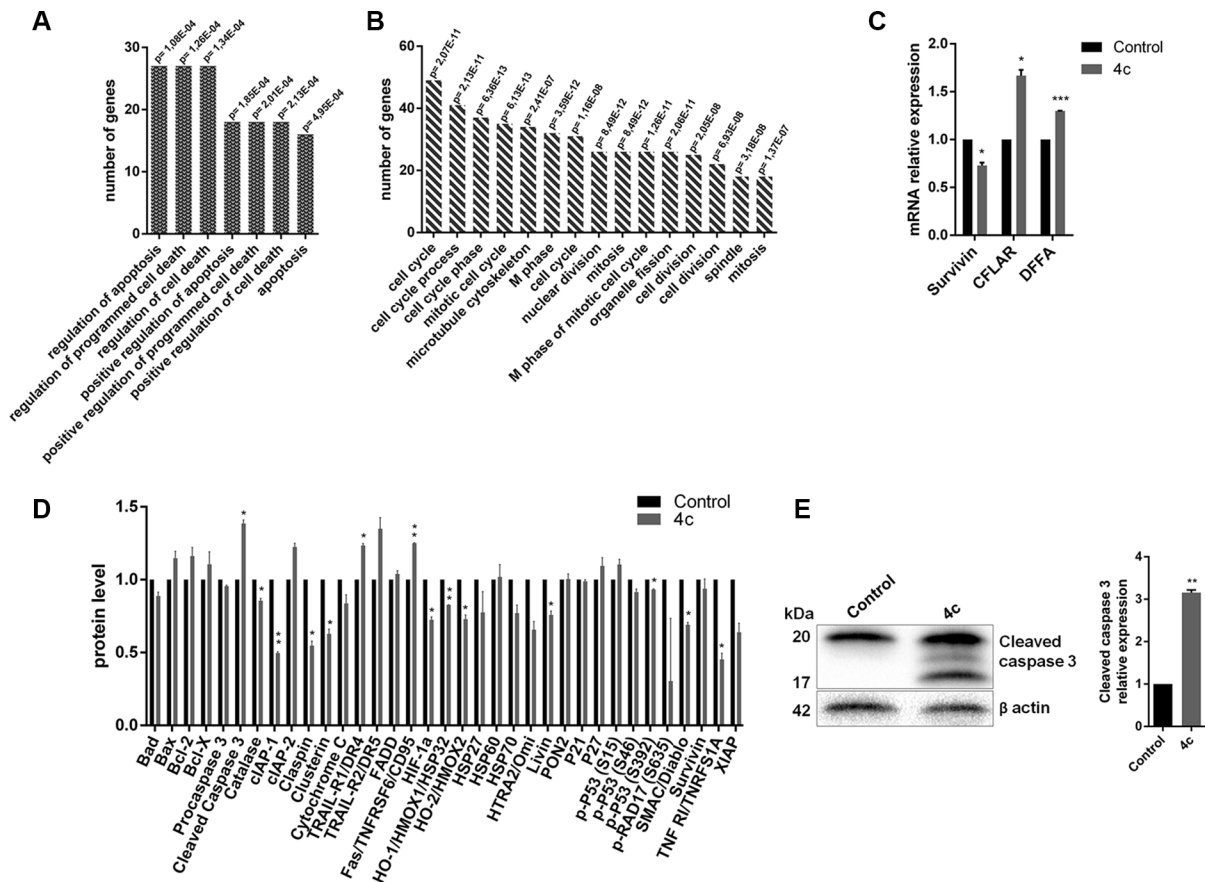 A
number of genes
30
20
10
0
p= 1,08E-04
p= 1,26E-04
p= 1,34E-04
p= 1,85E-04
p= 2,01E-04
p= 2,13E-04
p= 4,95E-04
regulation of apoptosis
regulation of programmed cell death
regulation of cell death
positive regulation of apoptosis
positive regulation of programmed cell death
positive regulation of cell death
apoptosis
B
number of genes
60
40
20
0
p= 2,07E-11
p= 2,13E-11
p= 6,36E-13
p= 6,13E-13
p= 2,41E-07
p= 3,59E-12
p= 1,16E-08
p= 8,49E-12
p= 8,49E-12
p= 1,26E-11
p= 2,06E-11
p= 2,05E-08
p= 6,93E-08
p= 3,18E-08
p= 1,37E-07
cell cycle
cell cycle process
cell cycle phase
mitotic cell cycle
microtubule cytoskeleton
M phase
cell cycle
nuclear division
mitosis
M phase of mitotic cell cycle
organelle fission
cell division
cell division
spindle
mitosis
C
mRNA relative expression
2.0
1.5
1.0
0.5
0.0
Control
4c
*
*
***
Survivin
CFLAR
DFFA
D
protein level
1.5
1.0
0.5
0.0
Control
4c
*
*
**
*
*
*
**
*
**
*
*
*
*
*
Bad
Bax
Bcl-2
Bcl-X
Procaspase 3
Cleaved Caspase 3
Catalase
cIAP-1
cIAP-2
Claspin
Clusterin
Cytochrome C
TRAIL-R1/DR4
TRAIL-R2/DR5
FADD
Fas/TNFRSF6/CD95
HIF-1a
HO-1/HMOX1/HSP32
HO-2/HMOX2
HSP27
HSP60
HSP70
HTRA2/Omi
Livin
PON2
P21
P27
p-P53 (S15)
p-P53 (S46)
p-P53 (S392)
p-RAD17 (S635)
SMAC/Diablo
Survivin
TNF RI/TNRFS1A
XIAP
E
kDa
Control
4c
20
17
42
Cleaved
caspase 3
β actin
Cleaved caspase 3
relative expression
4
3
2
1
0
**
Control
4c